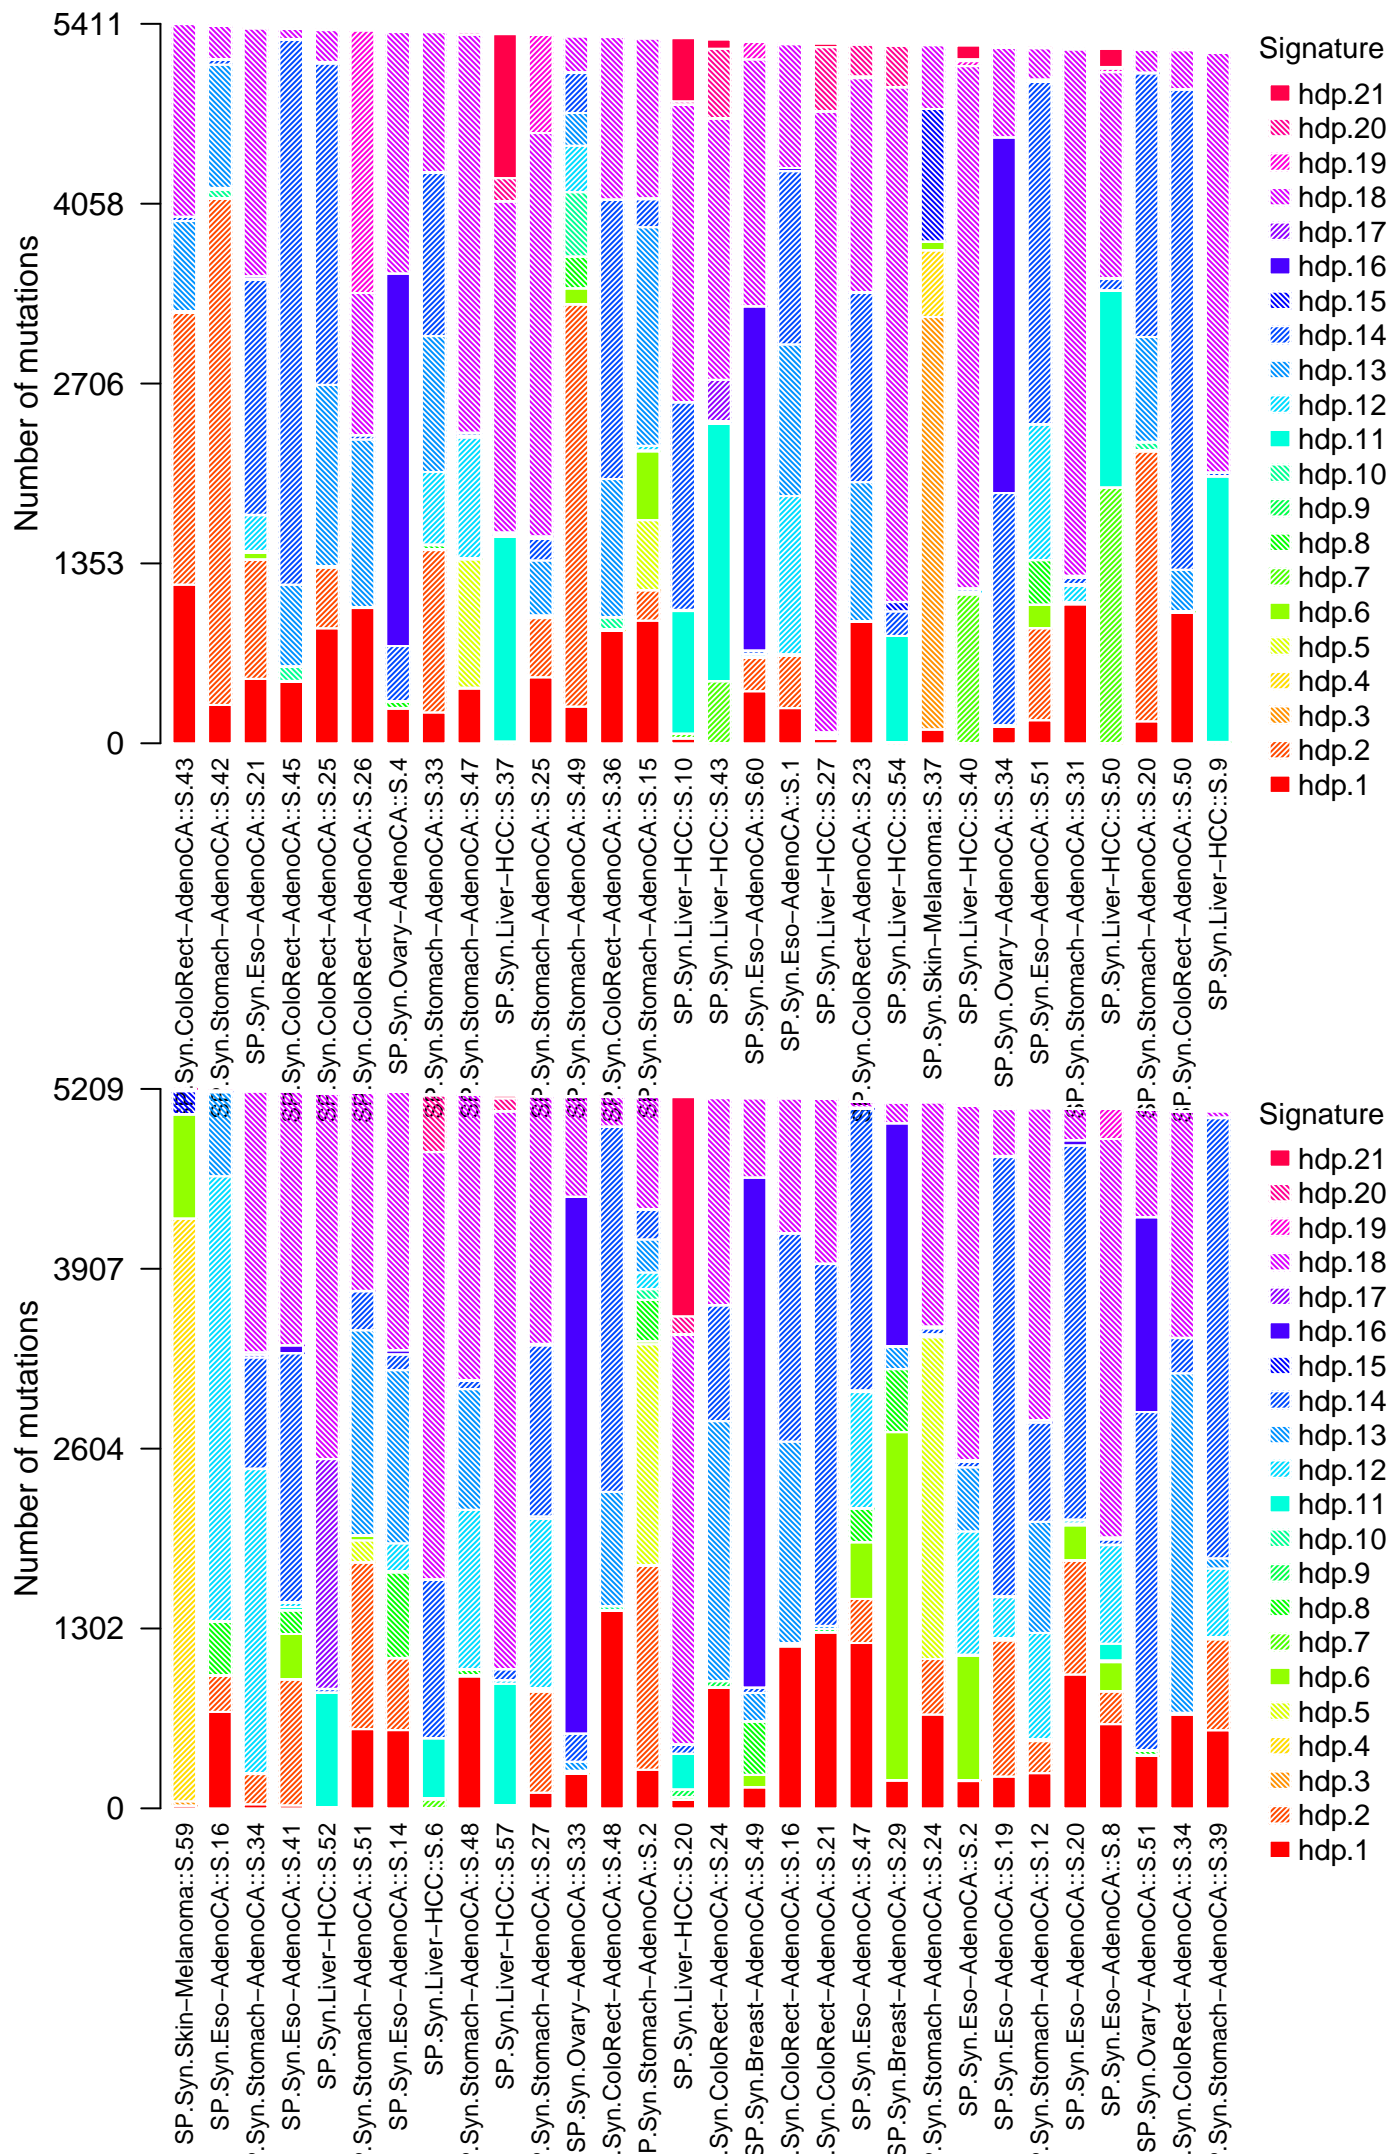 Number of mutations
5411
4058
2706
1353
0
SP.Syn.ColoRect−AdenoCA::S.43
SP.Syn.Stomach−AdenoCA::S.42
SP.Syn.Eso−AdenoCA::S.21
SP.Syn.ColoRect−AdenoCA::S.45
SP.Syn.ColoRect−AdenoCA::S.25
SP.Syn.ColoRect−AdenoCA::S.26
SP.Syn.Ovary−AdenoCA::S.4
SP.Syn.Stomach−AdenoCA::S.33
SP.Syn.Stomach−AdenoCA::S.47
SP.Syn.Liver−HCC::S.37
SP.Syn.Stomach−AdenoCA::S.25
SP.Syn.Stomach−AdenoCA::S.49
SP.Syn.ColoRect−AdenoCA::S.36
SP.Syn.Stomach−AdenoCA::S.15
SP.Syn.Liver−HCC::S.10
SP.Syn.Liver−HCC::S.43
SP.Syn.Eso−AdenoCA::S.60
SP.Syn.Eso−AdenoCA::S.1
SP.Syn.Liver−HCC::S.27
SP.Syn.ColoRect−AdenoCA::S.23
SP.Syn.Liver−HCC::S.54
SP.Syn.Skin−Melanoma::S.37
SP.Syn.Liver−HCC::S.40
SP.Syn.Ovary−AdenoCA::S.34
SP.Syn.Eso−AdenoCA::S.51
SP.Syn.Stomach−AdenoCA::S.31
SP.Syn.Liver−HCC::S.50
SP.Syn.Stomach−AdenoCA::S.20
SP.Syn.ColoRect−AdenoCA::S.50
SP.Syn.Liver−HCC::S.9
Signature
hdp.21
hdp.20
hdp.19
hdp.18
hdp.17
hdp.16
hdp.15
hdp.14
hdp.13
hdp.12
hdp.11
hdp.10
hdp.9
hdp.8
hdp.7
hdp.6
hdp.5
hdp.4
hdp.3
hdp.2
hdp.1
Number of mutations
5209
3907
2604
1302
0
SP.Syn.Skin−Melanoma::S.59
SP.Syn.Eso−AdenoCA::S.16
.Syn.Stomach−AdenoCA::S.34
SP.Syn.Eso−AdenoCA::S.41
SP.Syn.Liver−HCC::S.52
.Syn.Stomach−AdenoCA::S.51
SP.Syn.Eso−AdenoCA::S.14
SP.Syn.Liver−HCC::S.6
.Syn.Stomach−AdenoCA::S.48
SP.Syn.Liver−HCC::S.57
.Syn.Stomach−AdenoCA::S.27
SP.Syn.Ovary−AdenoCA::S.33
.Syn.ColoRect−AdenoCA::S.48
P.Syn.Stomach−AdenoCA::S.2
SP.Syn.Liver−HCC::S.20
.Syn.ColoRect−AdenoCA::S.24
SP.Syn.Breast−AdenoCA::S.49
.Syn.ColoRect−AdenoCA::S.16
.Syn.ColoRect−AdenoCA::S.21
SP.Syn.Eso−AdenoCA::S.47
SP.Syn.Breast−AdenoCA::S.29
.Syn.Stomach−AdenoCA::S.24
SP.Syn.Eso−AdenoCA::S.2
SP.Syn.Eso−AdenoCA::S.19
.Syn.Stomach−AdenoCA::S.12
SP.Syn.Eso−AdenoCA::S.20
SP.Syn.Eso−AdenoCA::S.8
SP.Syn.Ovary−AdenoCA::S.51
.Syn.ColoRect−AdenoCA::S.34
.Syn.Stomach−AdenoCA::S.39
Signature
hdp.21
hdp.20
hdp.19
hdp.18
hdp.17
hdp.16
hdp.15
hdp.14
hdp.13
hdp.12
hdp.11
hdp.10
hdp.9
hdp.8
hdp.7
hdp.6
hdp.5
hdp.4
hdp.3
hdp.2
hdp.1